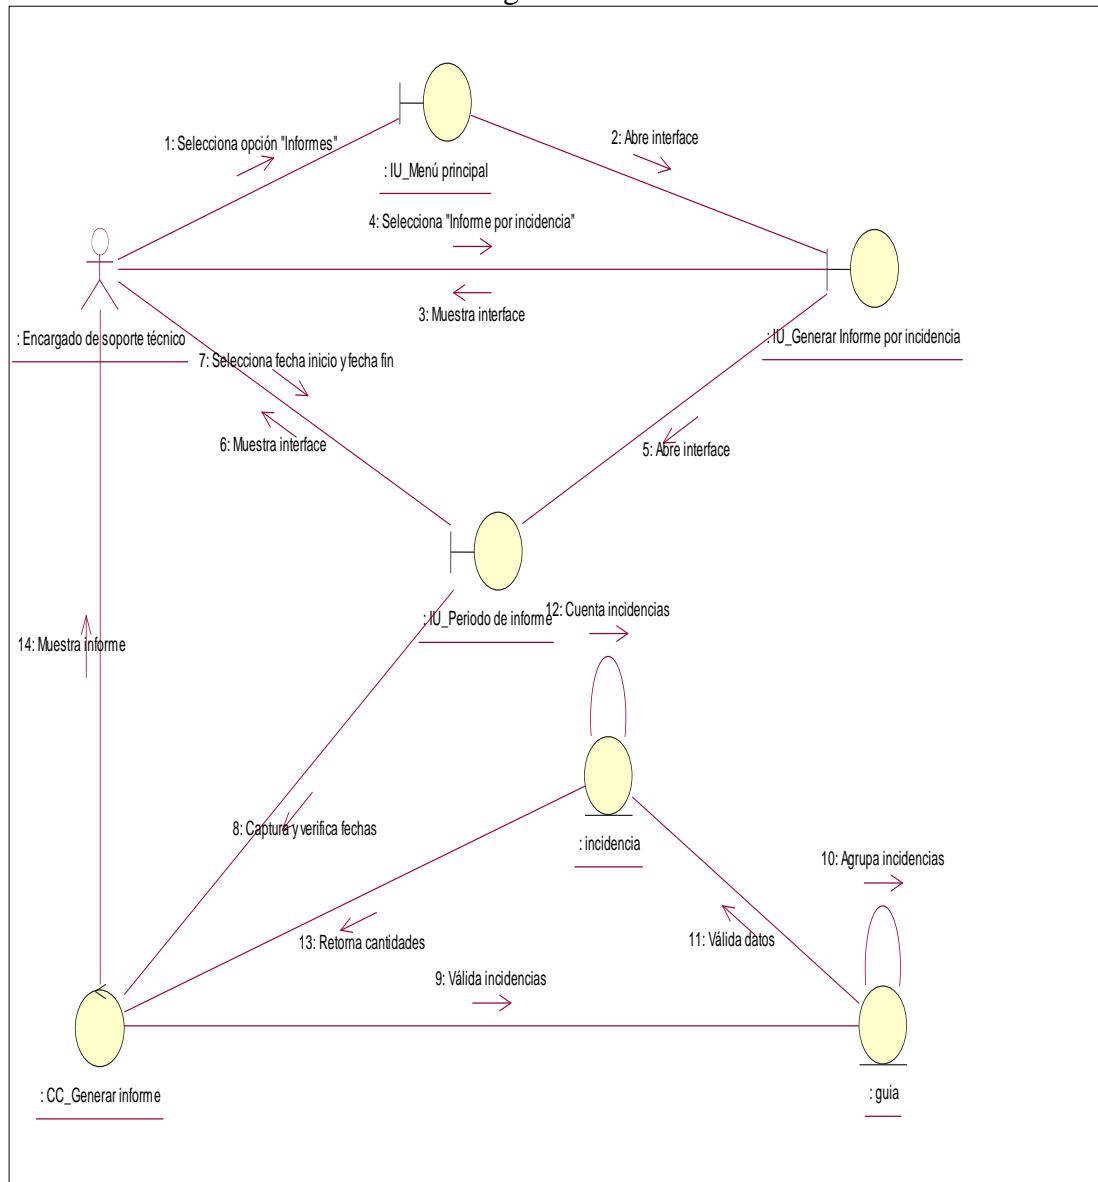 1: Selecciona opción "Informes"
2: Abre interface
: IU_Menú principal
4: Selecciona "Informe por incidencia"
3: Muestra interface
: Encargado de soporte técnico
: IU_Generar Informe por incidencia
7: Selecciona fecha inicio y fecha fin
6: Muestra interface
5: Abre interface
12: Cuenta incidencias
: IU_Periodo de informe
14: Muestra informe
8: Captura y verifica fechas
: incidencia
10: Agrupa incidencias
13: Retorna cantidades
11: Válida datos
9: Válida incidencias
: CC_Generar informe
: guia